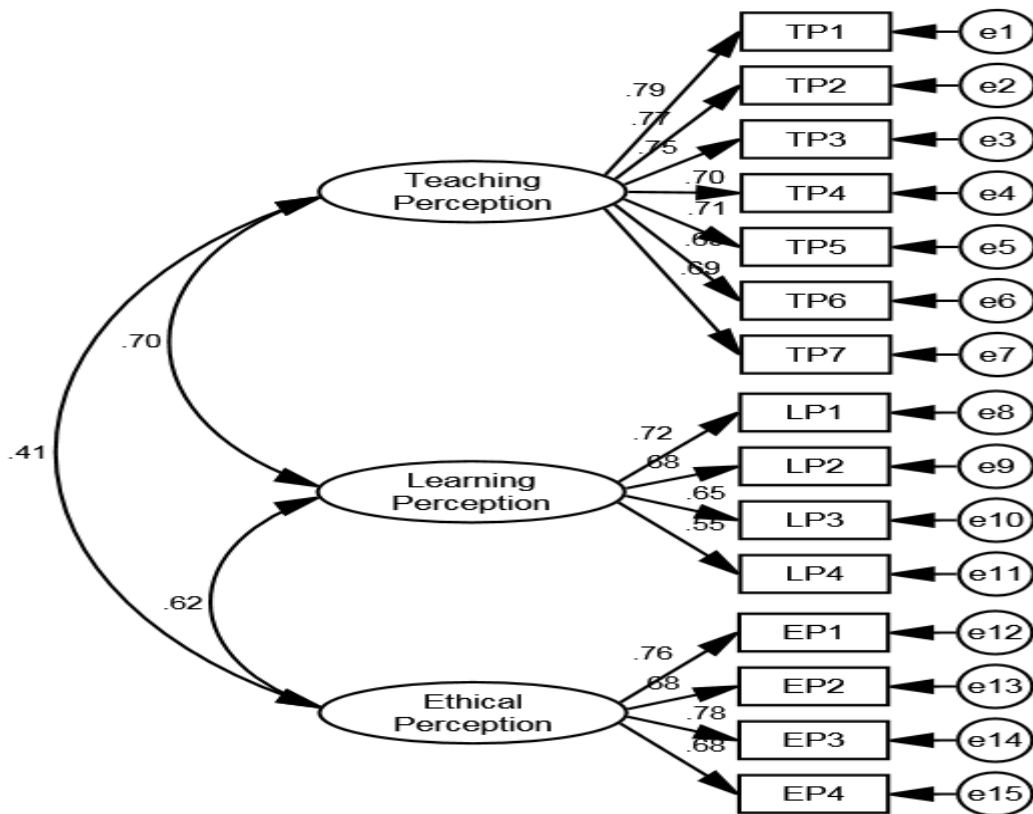 TP1
e1
TP2
e2
TP3
e3
TP4
e4
TP5
e5
TP6
e6
TP7
e7
.79
.77
.75
.70
.71
.69
Teaching
Perception
.70
.41
LP1
e8
LP2
e9
LP3
e10
LP4
e11
.72
.68
.65
.55
Learning
Perception
.62
EP1
e12
EP2
e13
EP3
e14
EP4
e15
.76
.68
.78
.68
Ethical
Perception